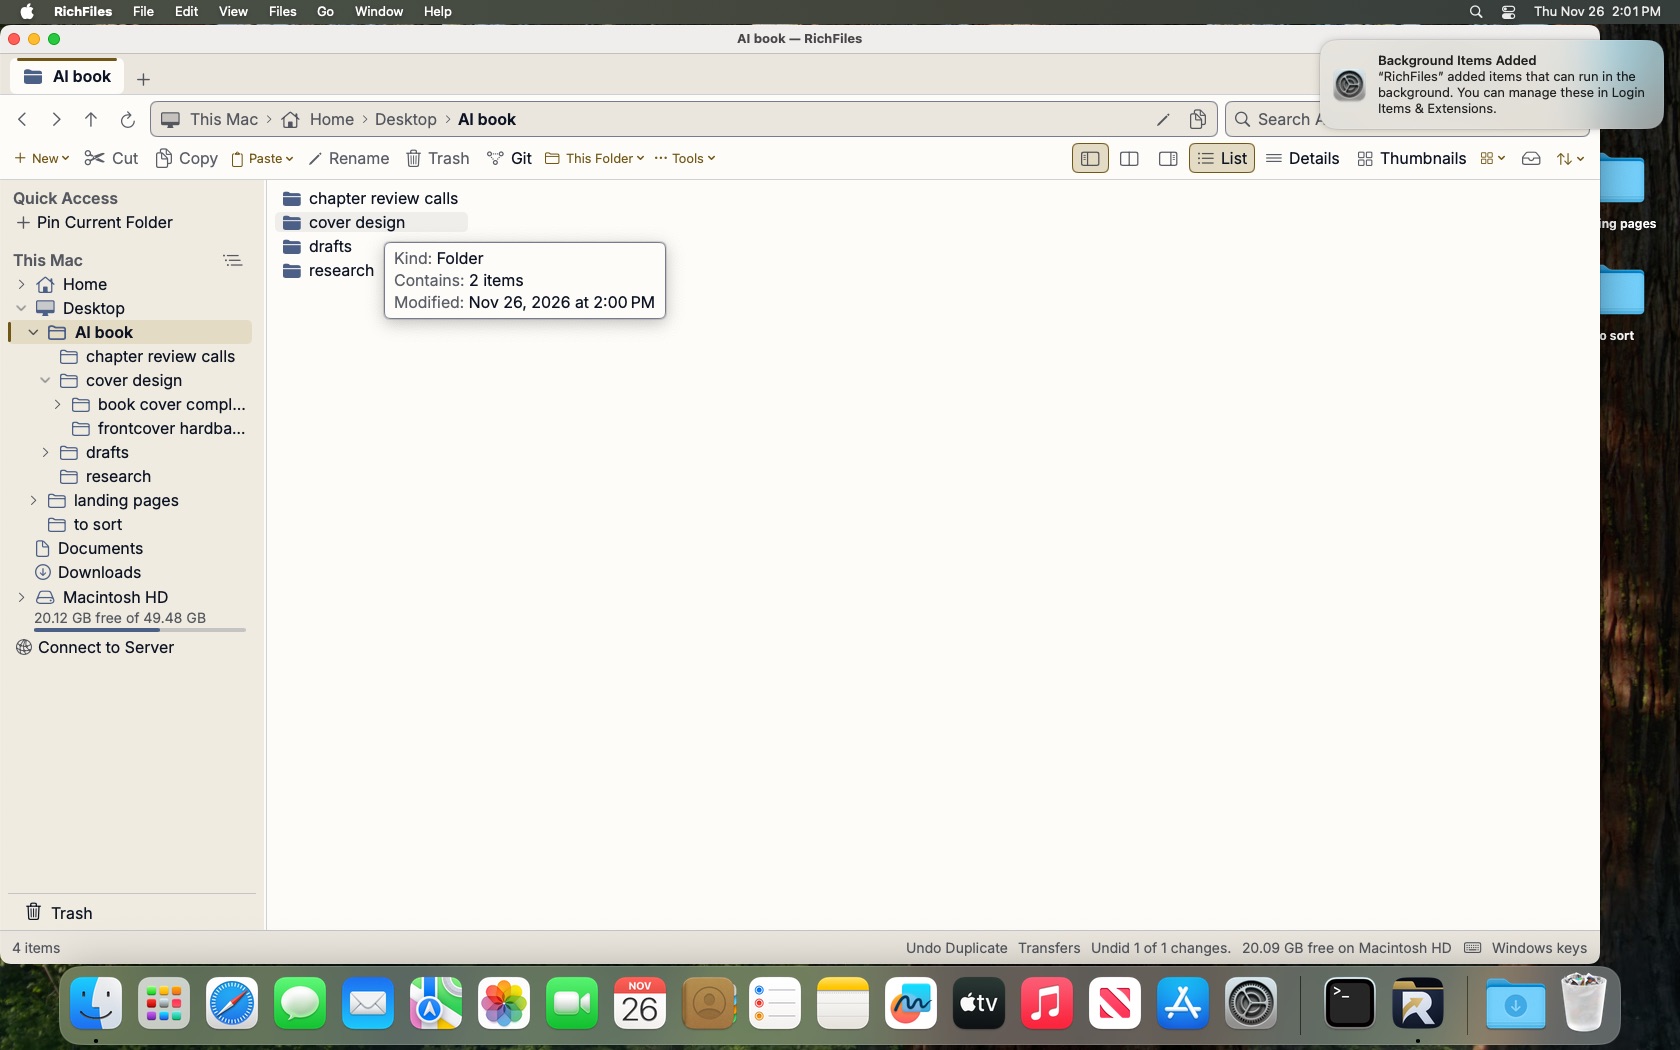 RichFiles File Edit View Files Go Window Help Thu Nov 26 2:01 PM
AI book — RichFiles
Background Items Added
“RichFiles” added items that can run in the
background. You can manage these in Login
Items & Extensions.
AI book
This Mac Home Desktop AI book
Search
New Cut Copy Paste Rename Trash Git This Folder Tools List Details Thumbnails
Quick Access
Pin Current Folder
This Mac
Home
Desktop
AI book
chapter review calls
cover design
book cover compl...
frontcover hardba...
drafts
research
landing pages
to sort
Documents
Downloads
Macintosh HD
20.12 GB free of 49.48 GB
Connect to Server
Trash
chapter review calls
cover design
drafts
research
Kind: Folder
Contains: 2 items
Modified: Nov 26, 2026 at 2:00 PM
ing pages
o sort
4 items
Undo Duplicate Transfers Undid 1 of 1 changes. 20.09 GB free on Macintosh HD Windows keys
NOV
26
tv
>_